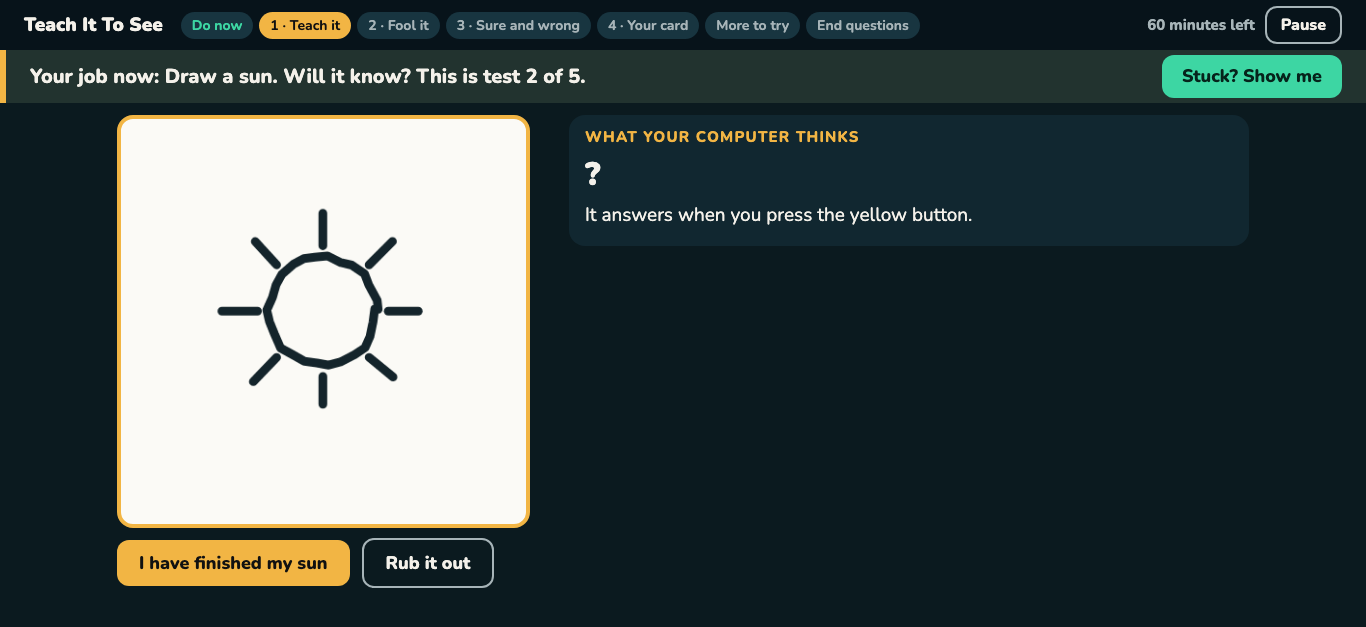 Teach It To See
Do now
1 · Teach it
2 · Fool it
3 · Sure and wrong
4 · Your card
More to try
End questions
60 minutes left
Pause
Your job now: Draw a sun. Will it know? This is test 2 of 5.
Stuck? Show me
WHAT YOUR COMPUTER THINKS
?
It answers when you press the yellow button.
I have finished my sun
Rub it out